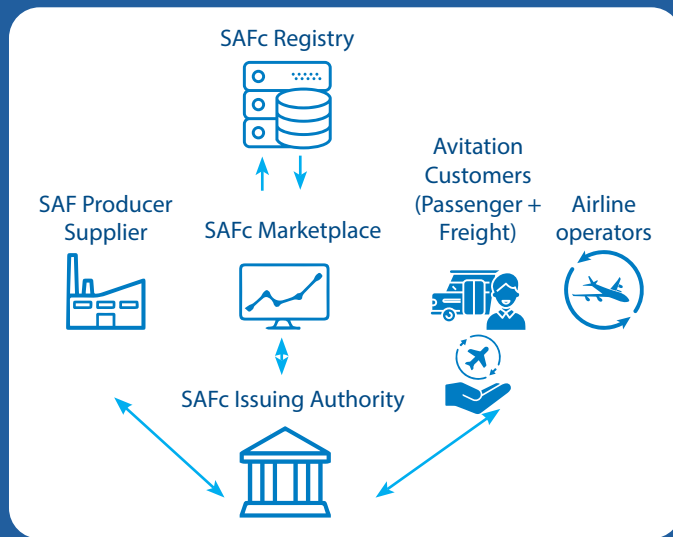 SAFc Registry
SAF Producer
Supplier
SAFc Marketplace
Avitation
Customers
(Passenger +
Freight)
Airline
operators
SAFc Issuing Authority